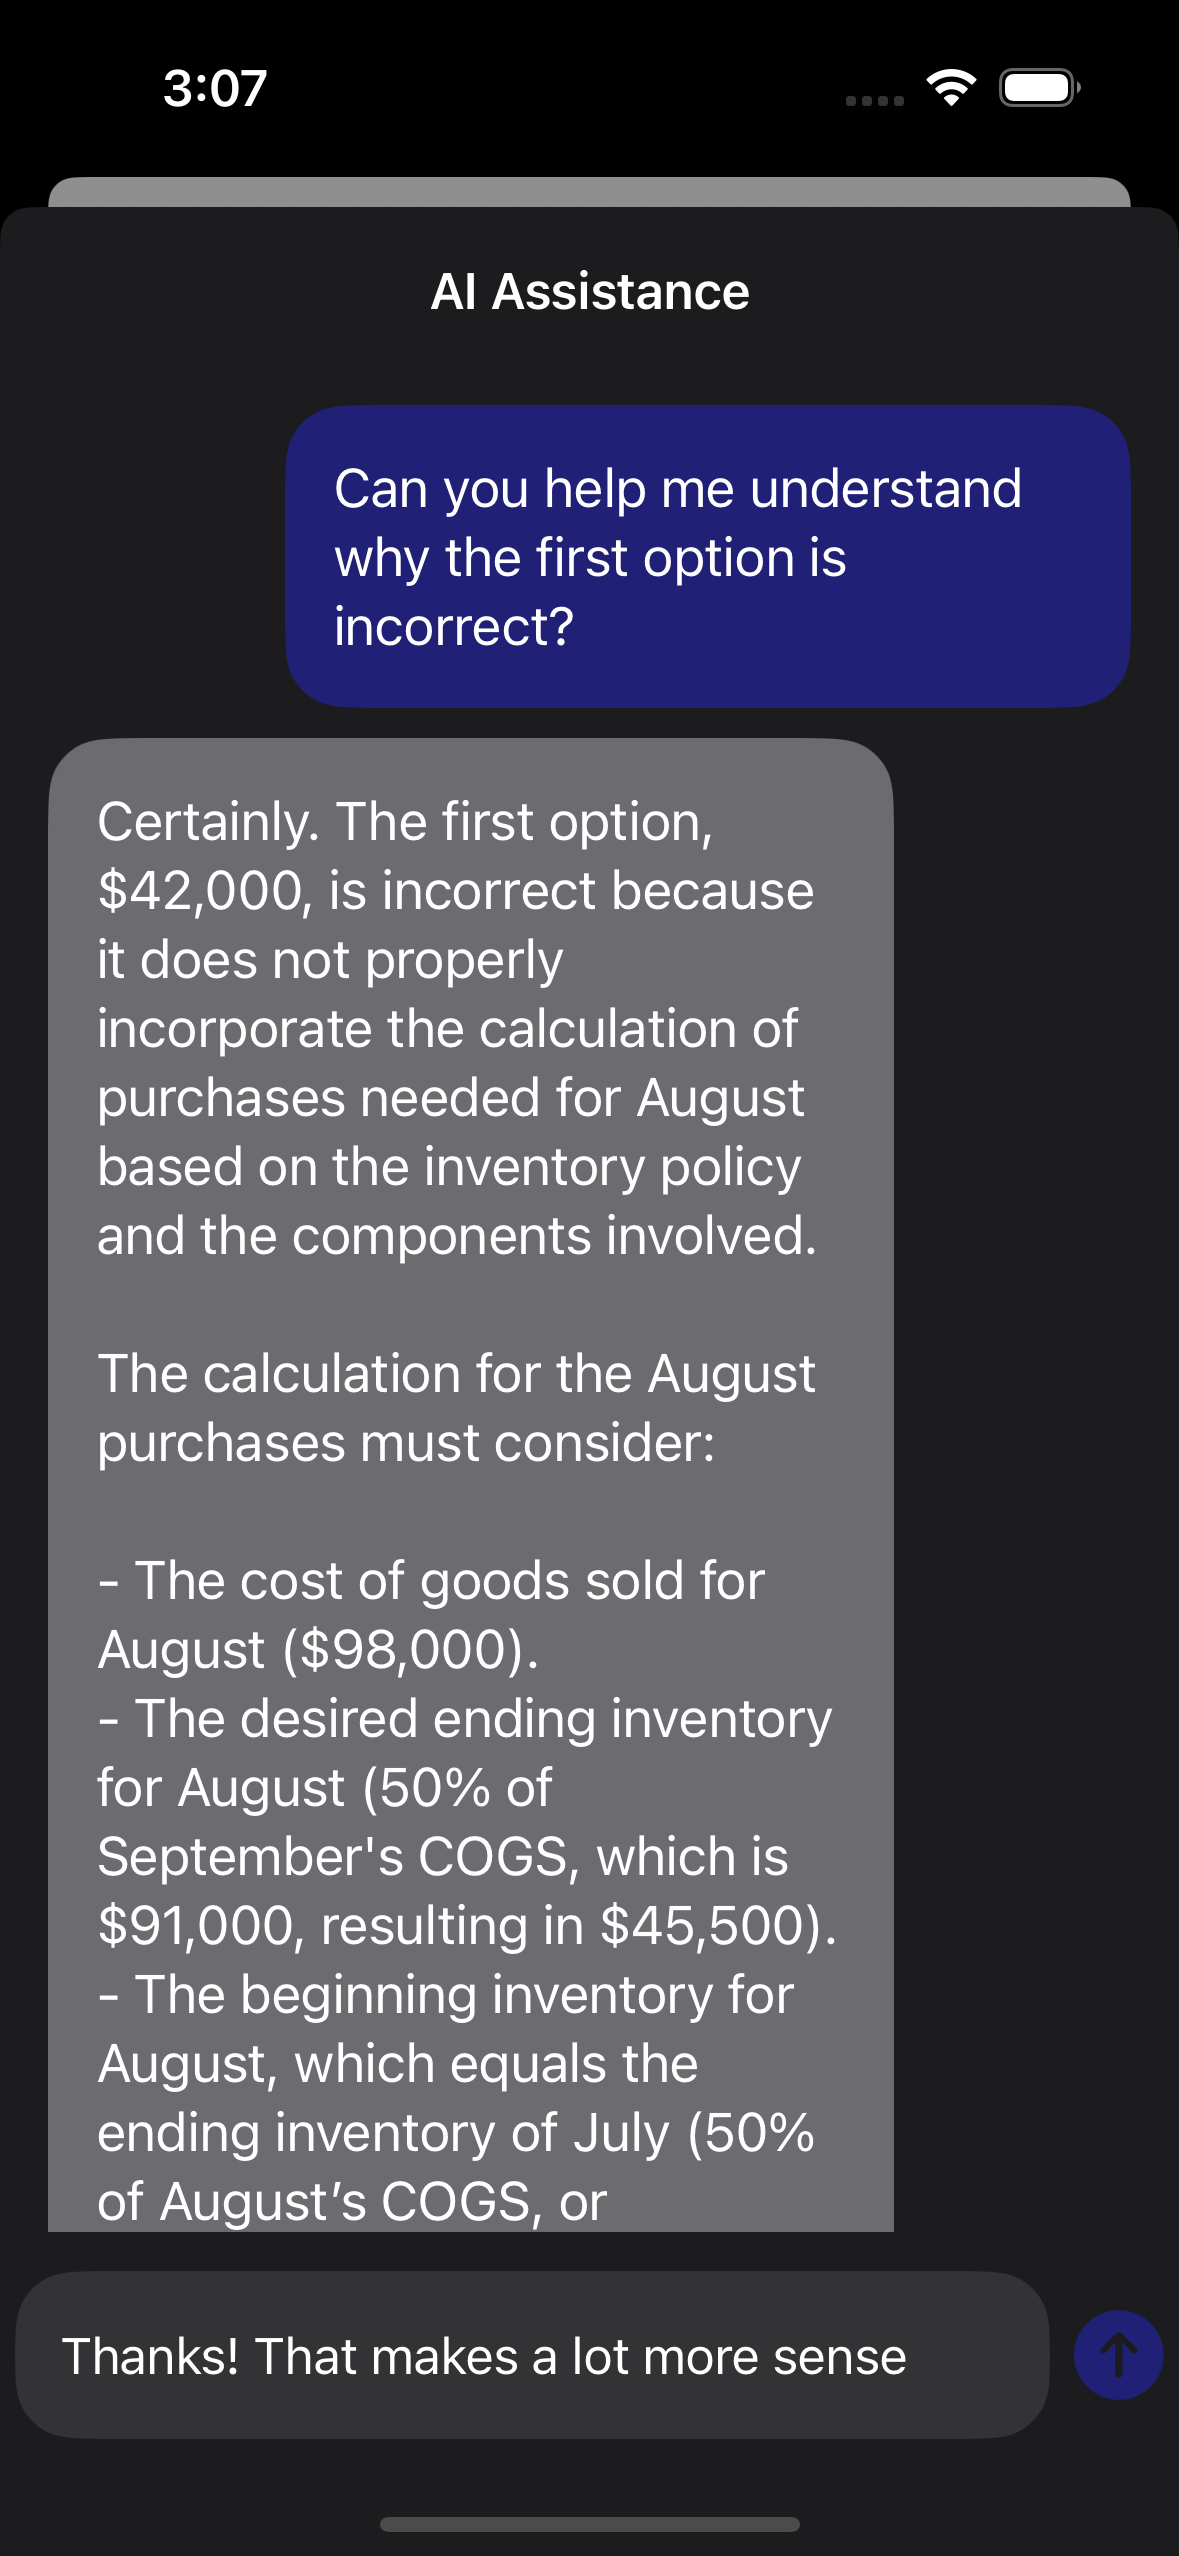 3:07
AI Assistance
Can you help me understand
why the first option is
incorrect?
Certainly. The first option,
$42,000, is incorrect because
it does not properly
incorporate the calculation of
purchases needed for August
based on the inventory policy
and the components involved.
The calculation for the August
purchases must consider:
- The cost of goods sold for
August ($98,000).
- The desired ending inventory
for August (50% of
September's COGS, which is
$91,000, resulting in $45,500).
- The beginning inventory for
August, which equals the
ending inventory of July (50%
of August’s COGS, or
Thanks! That makes a lot more sense